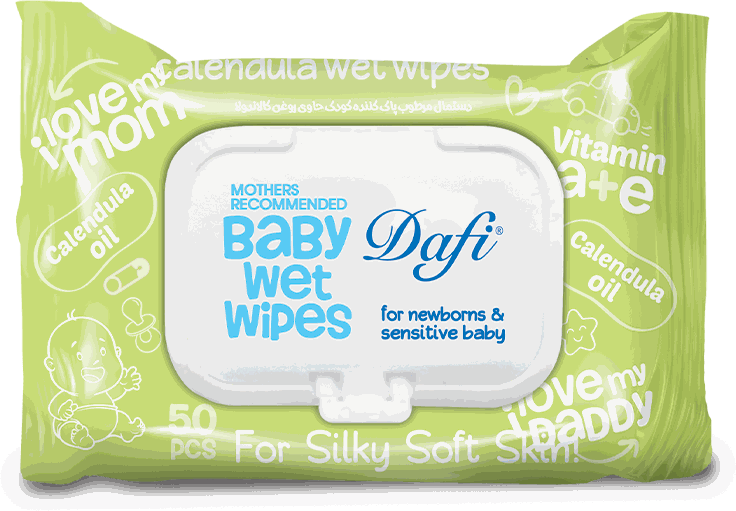 calendula wet wipes
دستمال مرطوب پاک کننده کودک حاوی روغن کالاندولا
i love my mom
Vitamin
a+e
Calendula
oil
MOTHERS
RECOMMENDED
Baby
Wet
Wipes
Dafi®
for newborns &
sensitive baby
Calendula
oil
50
PCS
For Silky Soft Skin!
i love my
daddy